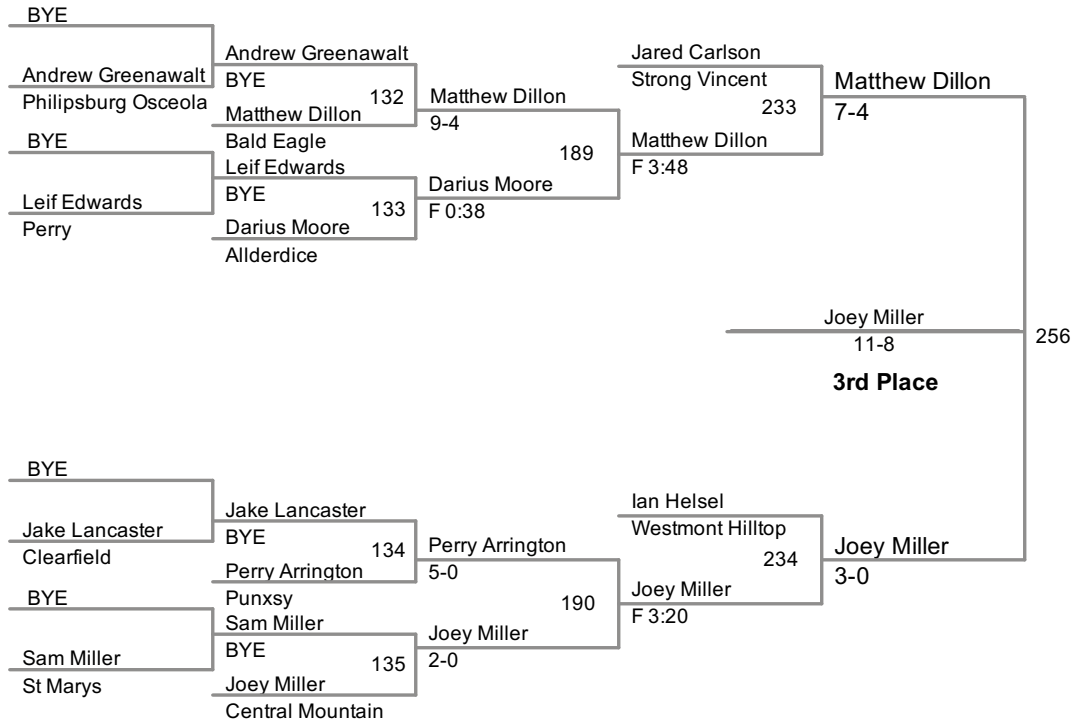 BYE
Andrew Greenawalt
Philipsburg Osceola
BYE
Leif Edwards
Perry
Andrew Greenawalt
BYE
132
Matthew Dillon
Bald Eagle
Leif Edwards
BYE
133
Darius Moore
Allderdice
Matthew Dillon
9-4
189
Darius Moore
F 0:38
Jared Carlson
Strong Vincent
233
Matthew Dillon
F 3:48
Matthew Dillon
7-4
Joey Miller
11-8
3rd Place
256
BYE
Jake Lancaster
Clearfield
BYE
Sam Miller
St Marys
Jake Lancaster
BYE
134
Perry Arrington
Punxsy
Sam Miller
BYE
135
Joey Miller
Central Mountain
Perry Arrington
5-0
190
Joey Miller
2-0
Ian Helsel
Westmont Hilltop
234
Joey Miller
F 3:20
Joey Miller
3-0